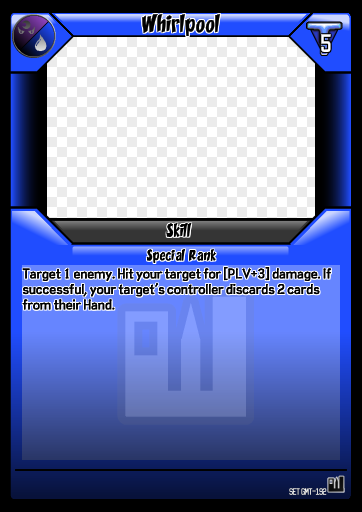 Whirlpool
5
Skill
Special Rank
Target 1 enemy. Hit your target for [PLV+3] damage. If
successful, your target's controller discards 2 cards
from their Hand.
SET GMT-192